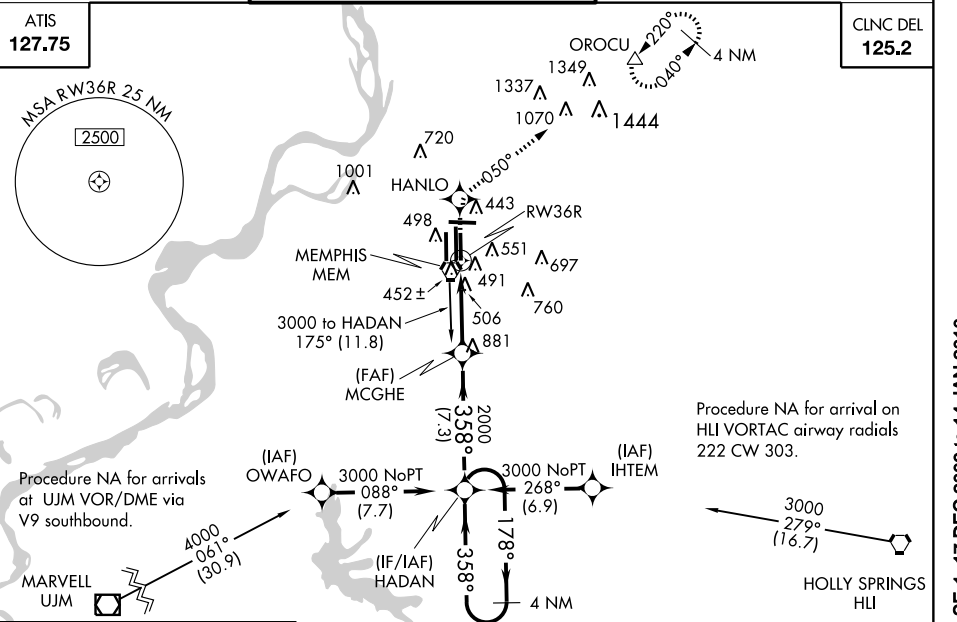 ATIS
127.75
CLNC DEL
125.2
MSA RW36R 25 NM
2500
OROCU
220°
040°
4 NM
1349
1337
1070
1444
720
1001
050°
HANLO
443
498
RW36R
MEMPHIS
MEM
551
697
491
452 ±
760
506
3000 to HADAN
175° (11.8)
881
(FAF)
MCGHE
2000
358°
(7.3)
Procedure NA for arrival on
HLI VORTAC airway radials
222 CW 303.
(IAF)
OWAFO
3000 NoPT
088°
(7.7)
3000 NoPT
268°
(6.9)
(IAF)
IHTEM
Procedure NA for arrivals
at UJM VOR/DME via
V9 southbound.
4000
061°
(30.9)
3000
279°
(16.7)
(IF/IAF)
HADAN
358°
178°
4 NM
MARVELL
UJM
HOLLY SPRINGS
HLI